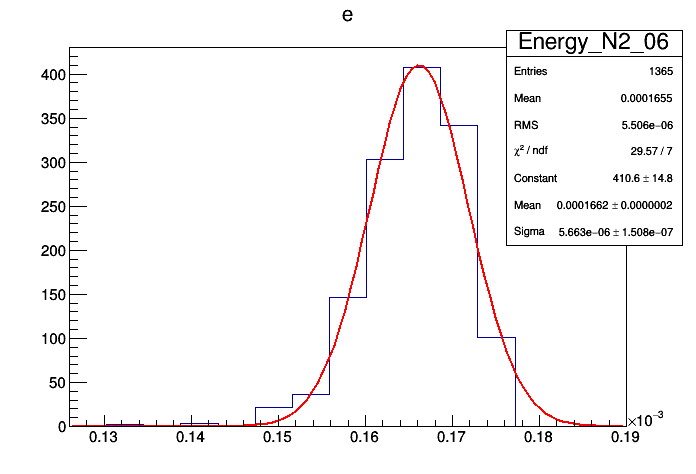 e
Energy_N2_06
Entries 1365
Mean 0.0001655
RMS 5.506e−06
χ² / ndf 29.57 / 7
Constant 410.6 ± 14.8
Mean 0.0001662 ± 0.0000002
Sigma 5.663e−06 ± 1.508e−07
400
350
300
250
200
150
100
50
0
0.13 0.14 0.15 0.16 0.17 0.18 0.19
×10⁻³